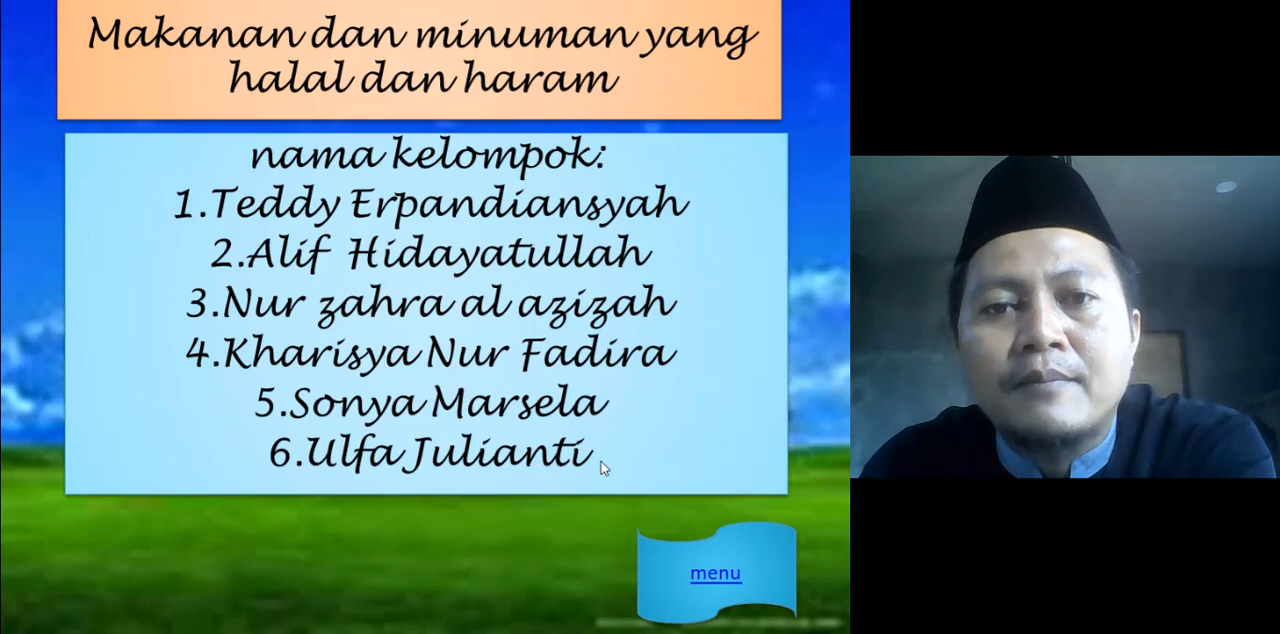 Makanan dan minuman yang
halal dan haram
nama kelompok:
1.Teddy Erpandiansyah
2.Alif Hidayatullah
3.Nur zahra al azizah
4.Kharisya Nur Fadira
5.Sonya Marsela
6.Ulfa Julianti
menu